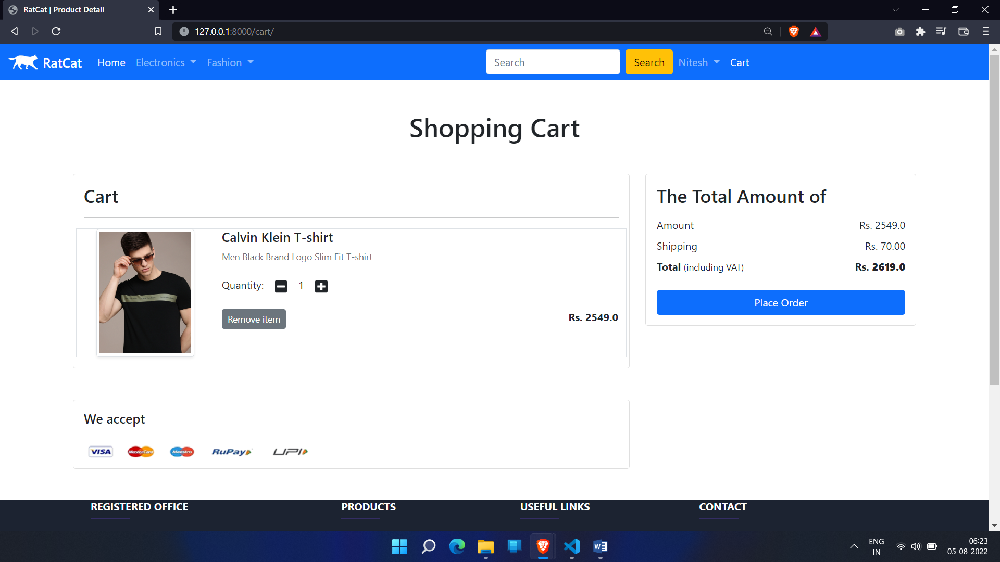 RatCat | Product Detail
127.0.0.1:8000/cart/
RatCat Home Electronics Fashion Search Search Nitesh Cart
Shopping Cart
Cart
Calvin Klein T-shirt
Men Black Brand Logo Slim Fit T-shirt
Quantity: 1
Remove item
Rs. 2549.0
The Total Amount of
Amount Rs. 2549.0
Shipping Rs. 70.00
Total (including VAT) Rs. 2619.0
Place Order
We accept
VISA MasterCard Maestro RuPay UPI
REGISTERED OFFICE PRODUCTS USEFUL LINKS CONTACT
W
ENG
IN
06:23
05-08-2022